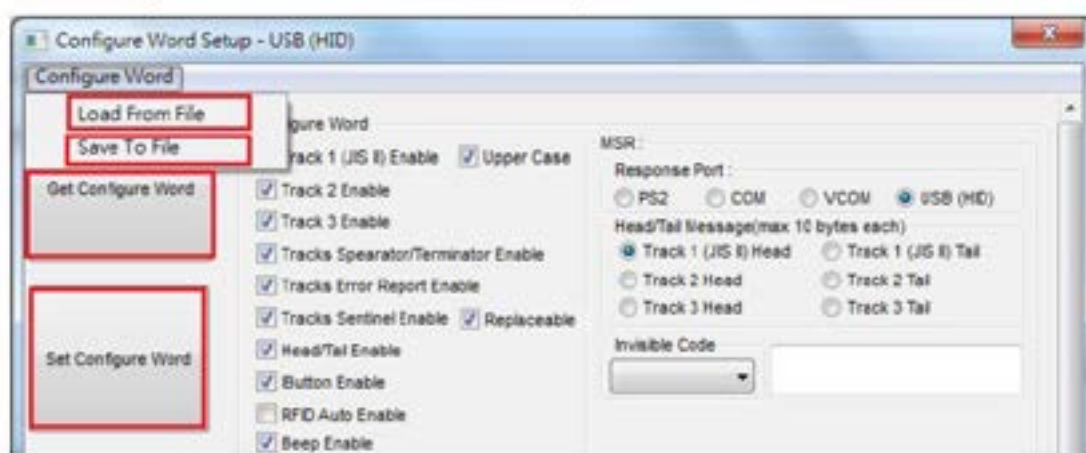 Configure Word Setup - USB (HID)
Configure Word
Load From File
Save To File
Get Configure Word
Set Configure Word
gure Word
rack 1 (JIS II) Enable
Upper Case
Track 2 Enable
Track 3 Enable
Tracks Spearator/Terminator Enable
Tracks Error Report Enable
Tracks Sentinel Enable
Replaceable
Head/Tail Enable
iButton Enable
RFID Auto Enable
Beep Enable
MSR :
Response Port :
PS2
COM
VCOM
USB (HID)
Head/Tail Message(max 10 bytes each)
Track 1 (JIS II) Head
Track 1 (JIS II) Tail
Track 2 Head
Track 2 Tail
Track 3 Head
Track 3 Tail
Invisible Code